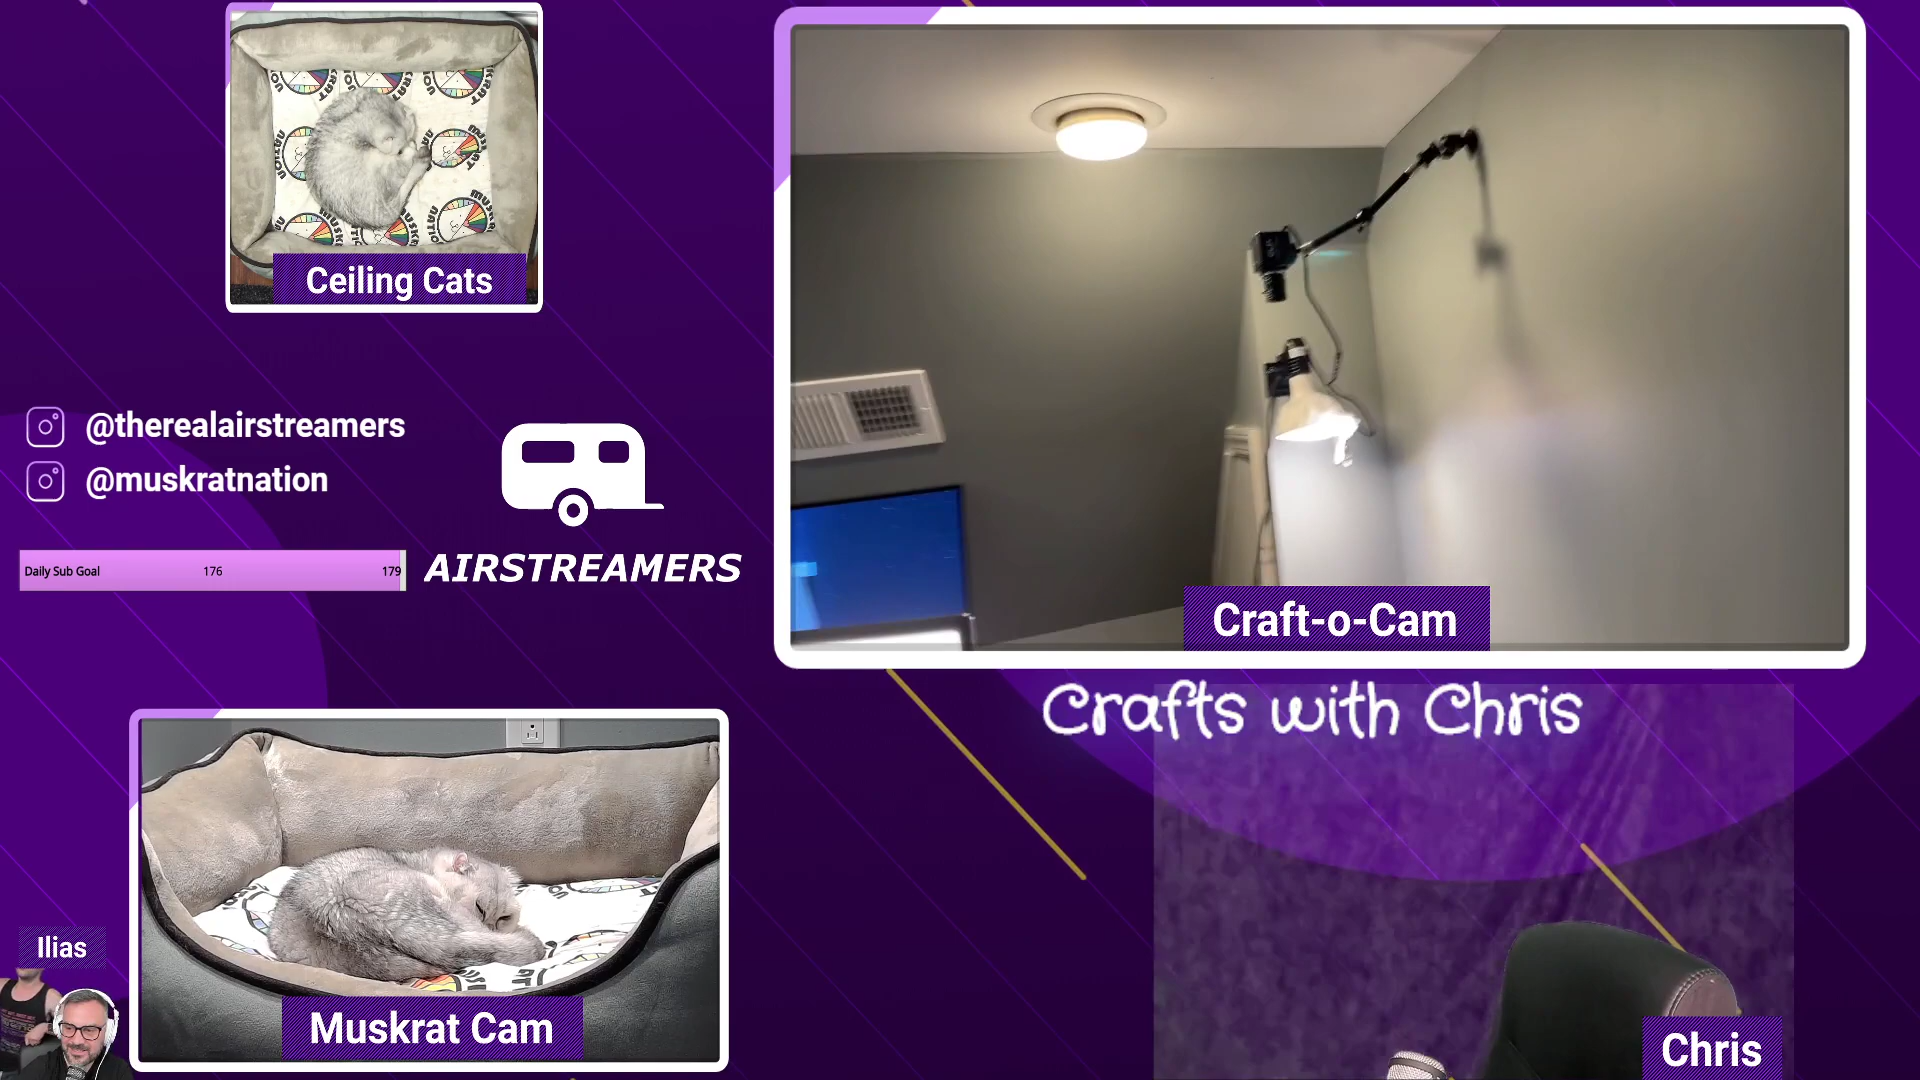 Ceiling Cats
@therealairstreamers
@muskratnation
Daily Sub Goal 176 179
AIRSTREAMERS
Craft-o-Cam
Crafts with Chris
Ilias
Muskrat Cam
Chris